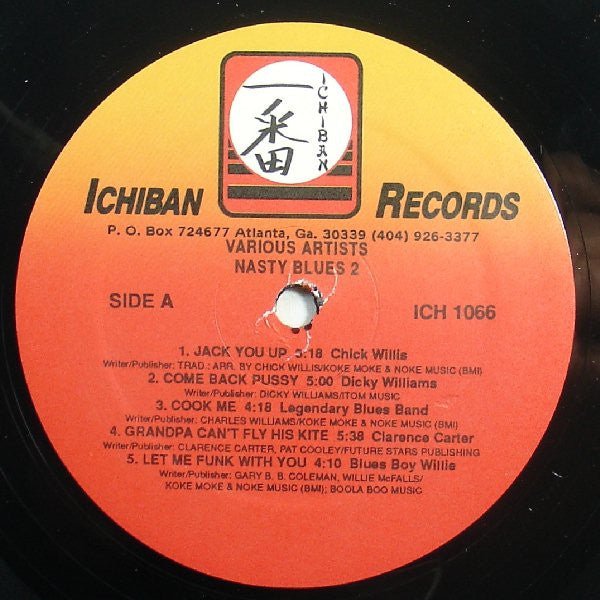 一番
ICHIBAN
ICHIBAN RECORDS
P. O. Box 724677 Atlanta, Ga. 30339 (404) 926-3377
VARIOUS ARTISTS
NASTY BLUES 2
SIDE A
ICH 1066
1. JACK YOU UP 5:18 Chick Willis
Writer/Publisher: TRAD.: ARR. BY CHICK WILLIS/KOKE MOKE & NOKE MUSIC (BMI)
2. COME BACK PUSSY 5:00 Dicky Williams
Writer/Publisher: DICKY WILLIAMS/ITOM MUSIC
3. COOK ME 4:18 Legendary Blues Band
Writer/Publisher: CHARLES WILLIAMS/KOKE MOKE & NOKE MUSIC (BMI)
4. GRANDPA CAN'T FLY HIS KITE 5:38 Clarence Carter
Writer/Publisher: CLARENCE CARTER, PAT COOLEY/FUTURE STARS PUBLISHING
5. LET ME FUNK WITH YOU 4:10 Blues Boy Willis
Writer/Publisher: GARY B. B. COLEMAN, WILLIE McFALLS/
KOKE MOKE & NOKE MUSIC (BMI); BOOLA BOO MUSIC